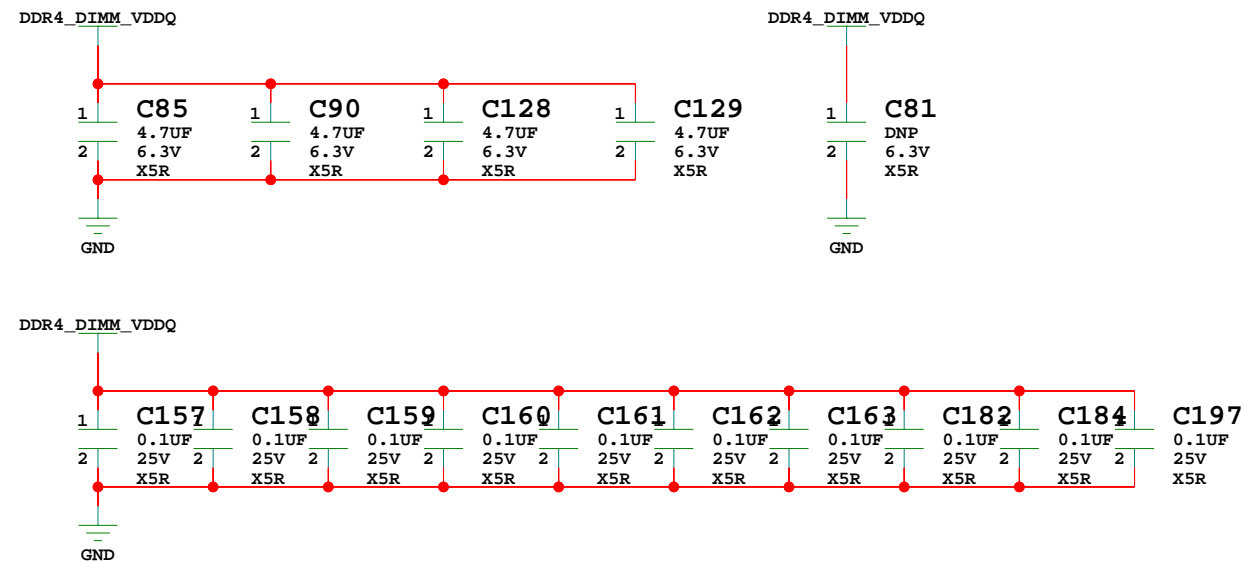 DDR4_DIMM_VDDQ DDR4_DIMM_VDDQ
1 C85 1 C90 1 C128 1 C129 1 C81
4.7UF 4.7UF 4.7UF 4.7UF DNP
2 6.3V 2 6.3V 2 6.3V 2 6.3V 2 6.3V
X5R X5R X5R X5R X5R
GND GND
DDR4_DIMM_VDDQ
1 C157 C158 C159 C160 C161 C162 C163 C182 C184 C197
0.1UF 0.1UF 0.1UF 0.1UF 0.1UF 0.1UF 0.1UF 0.1UF 0.1UF 0.1UF
2 25V 2 25V 2 25V 2 25V 2 25V 2 25V 2 25V 2 25V 2 25V 2 25V
X5R X5R X5R X5R X5R X5R X5R X5R X5R X5R
GND